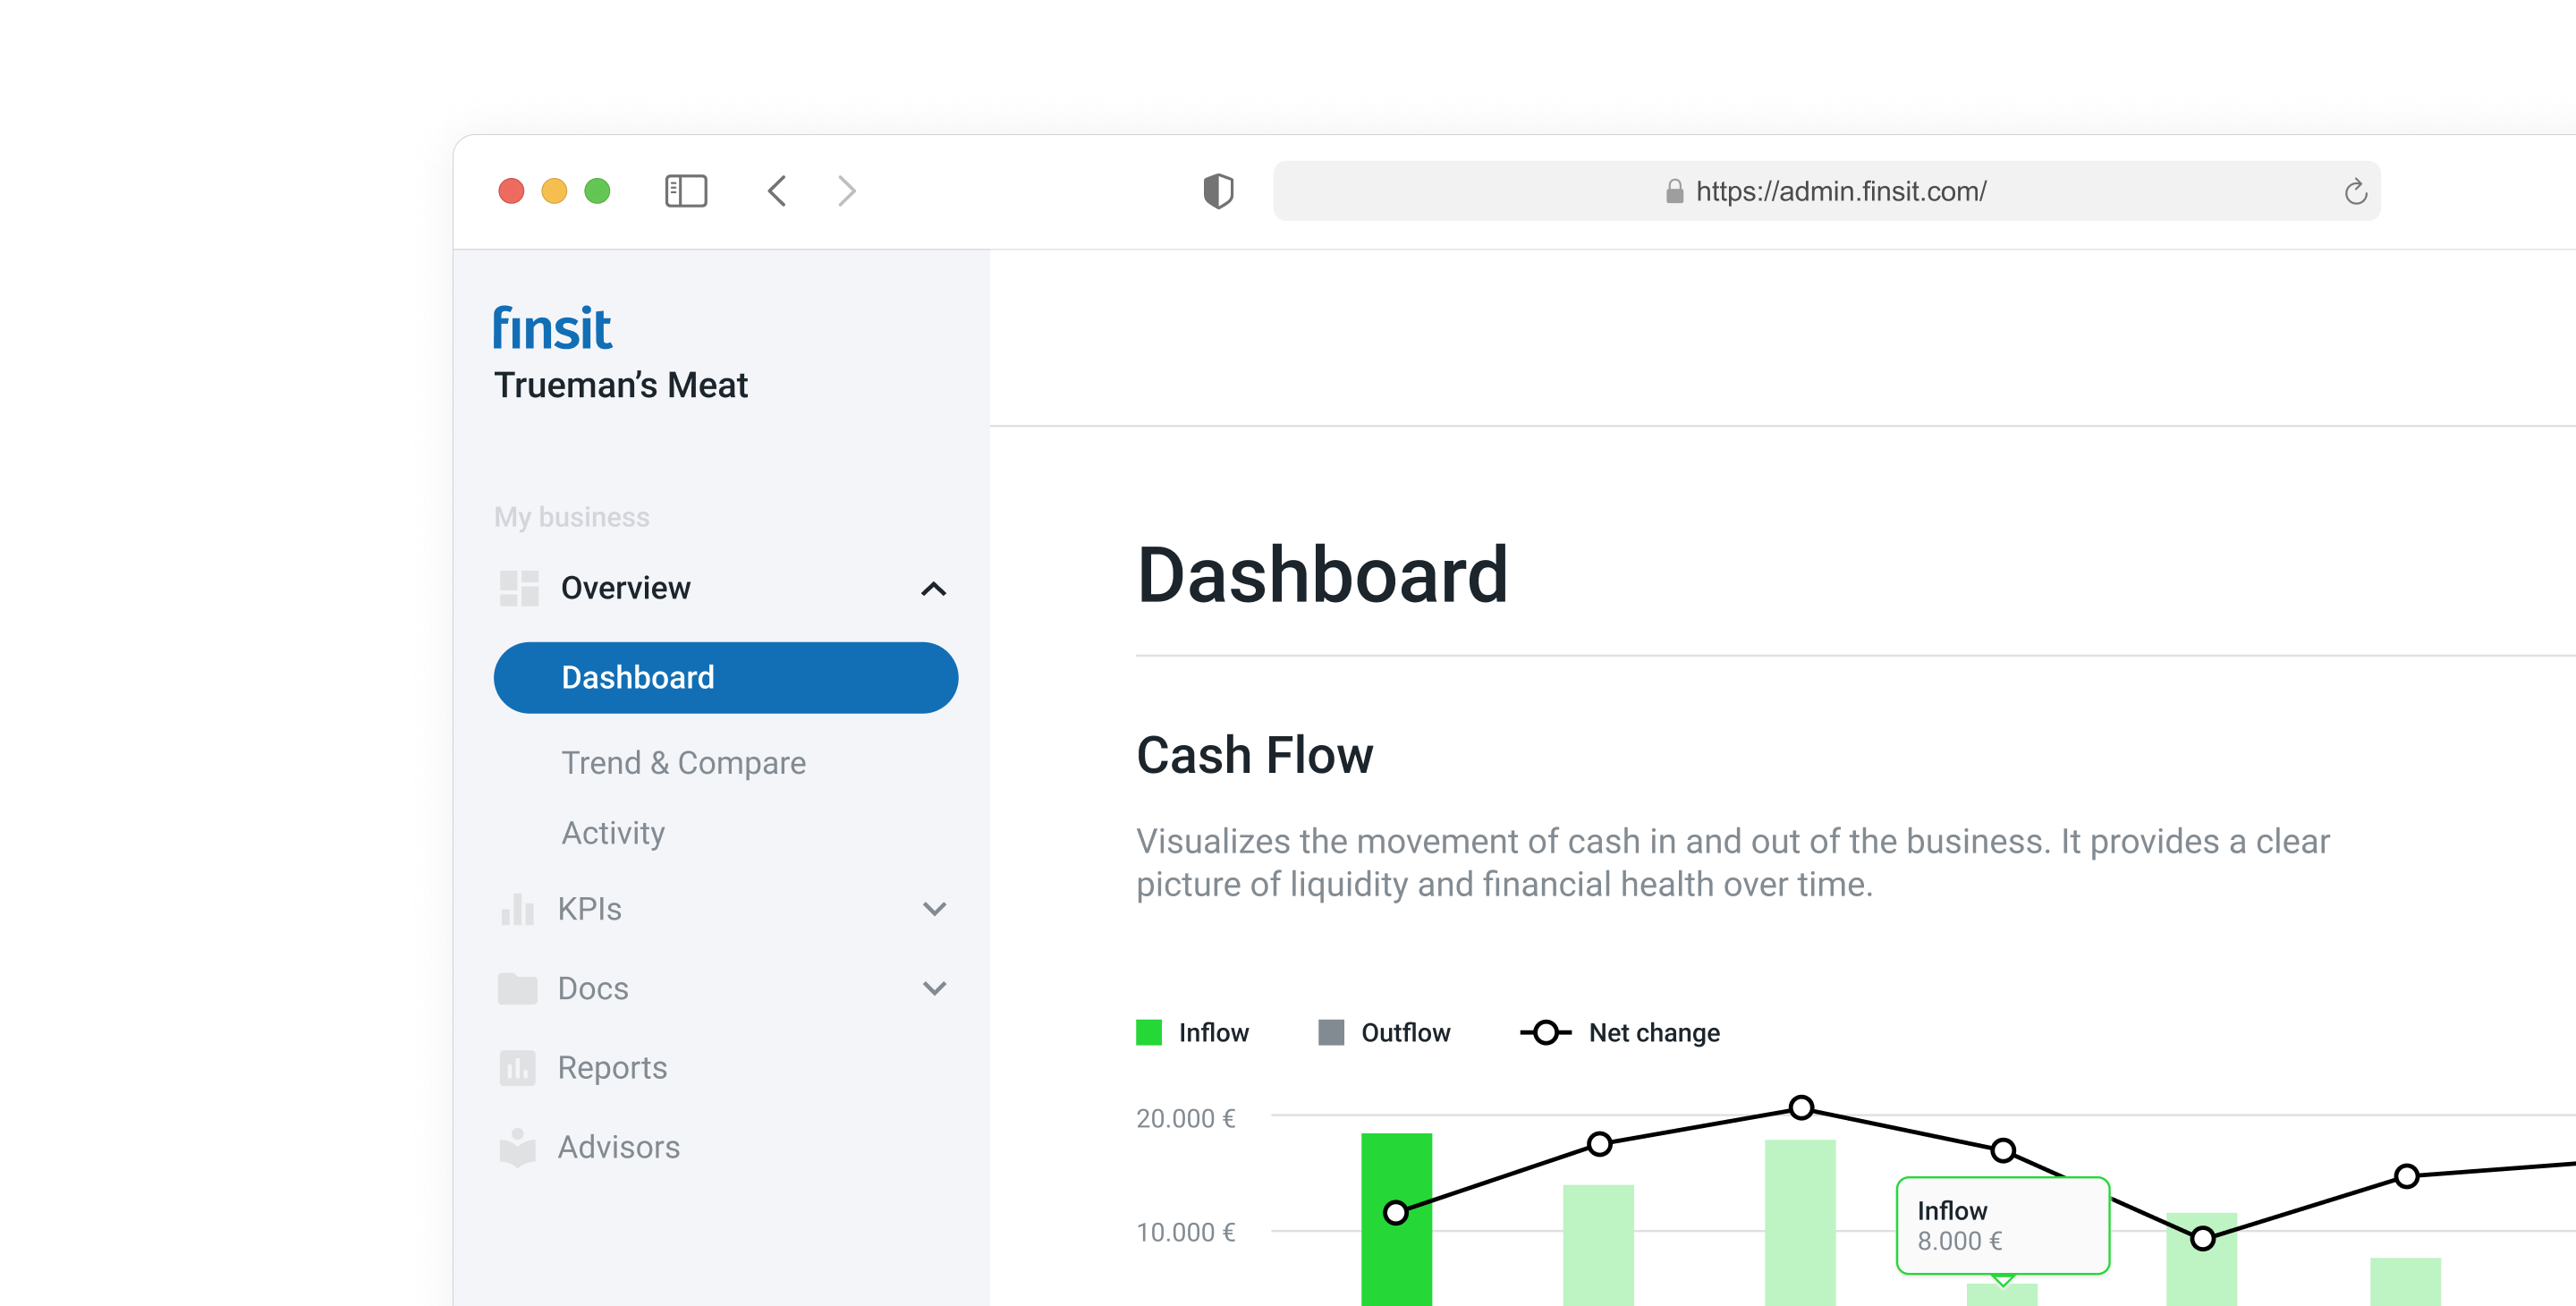 https://admin.finsit.com/
finsit
Trueman’s Meat
My business
Overview
Dashboard
Trend & Compare
Activity
KPIs
Docs
Reports
Advisors
Dashboard
Cash Flow
Visualizes the movement of cash in and out of the business. It provides a clear
picture of liquidity and financial health over time.
Inflow
Outflow
Net change
20.000 €
10.000 €
Inflow
8.000 €